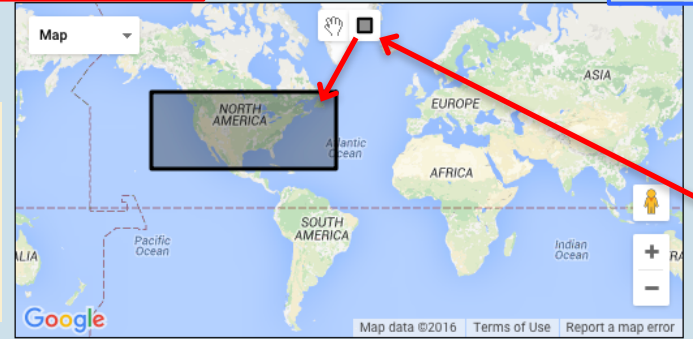 Map
ASIA
EUROPE
NORTH
AMERICA
Atlantic
Ocean
AFRICA
SOUTH
AMERICA
Pacific
Ocean
Indian
Ocean
ALIA
RA
+
−
Google
Map data ©2016 Terms of Use Report a map error